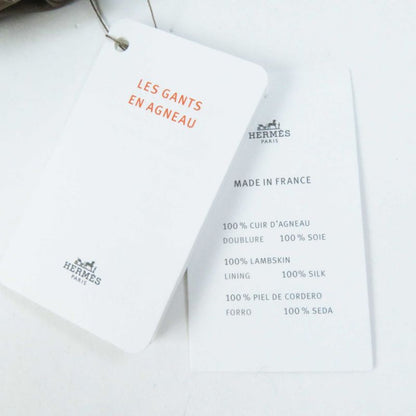 LES GANTS
EN AGNEAU
HERMÈS
PARIS
HERMÈS
PARIS
MADE IN FRANCE
100% CUIR D'AGNEAU
DOUBLURE 100% SOIE
100% LAMBSKIN
LINING 100% SILK
100% PIEL DE CORDERO
FORRO 100% SEDA